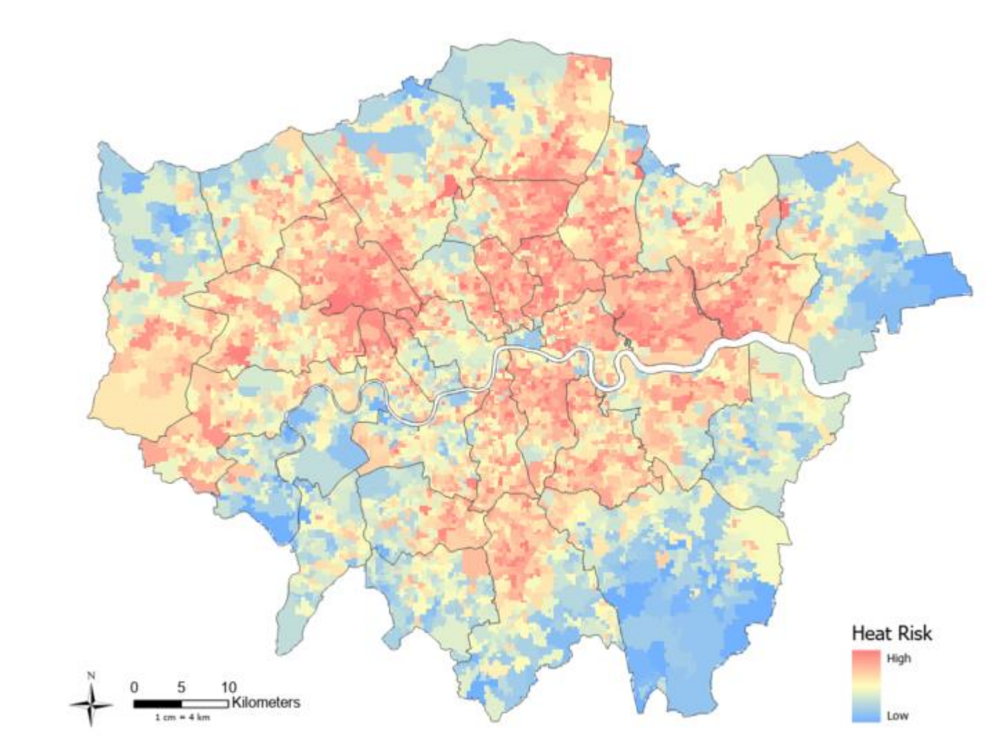 Heat Risk
High
Low
N
0 5 10
Kilometers
1 cm = 4 km